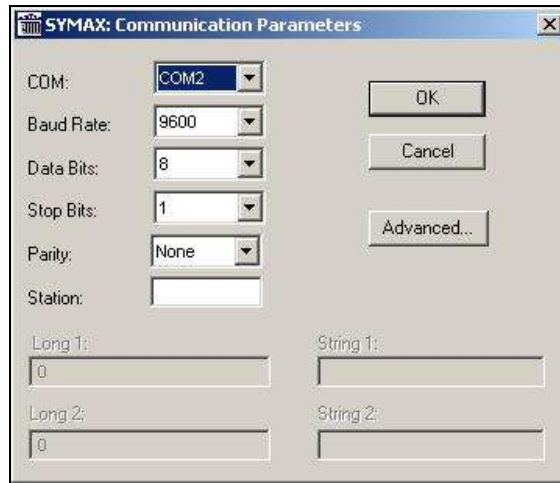 SYMAX: Communication Parameters
COM: COM2
Baud Rate: 9600
Data Bits: 8
Stop Bits: 1
Parity: None
Station:
OK
Cancel
Advanced...
Long 1: String 1:
0
Long 2: String 2:
0